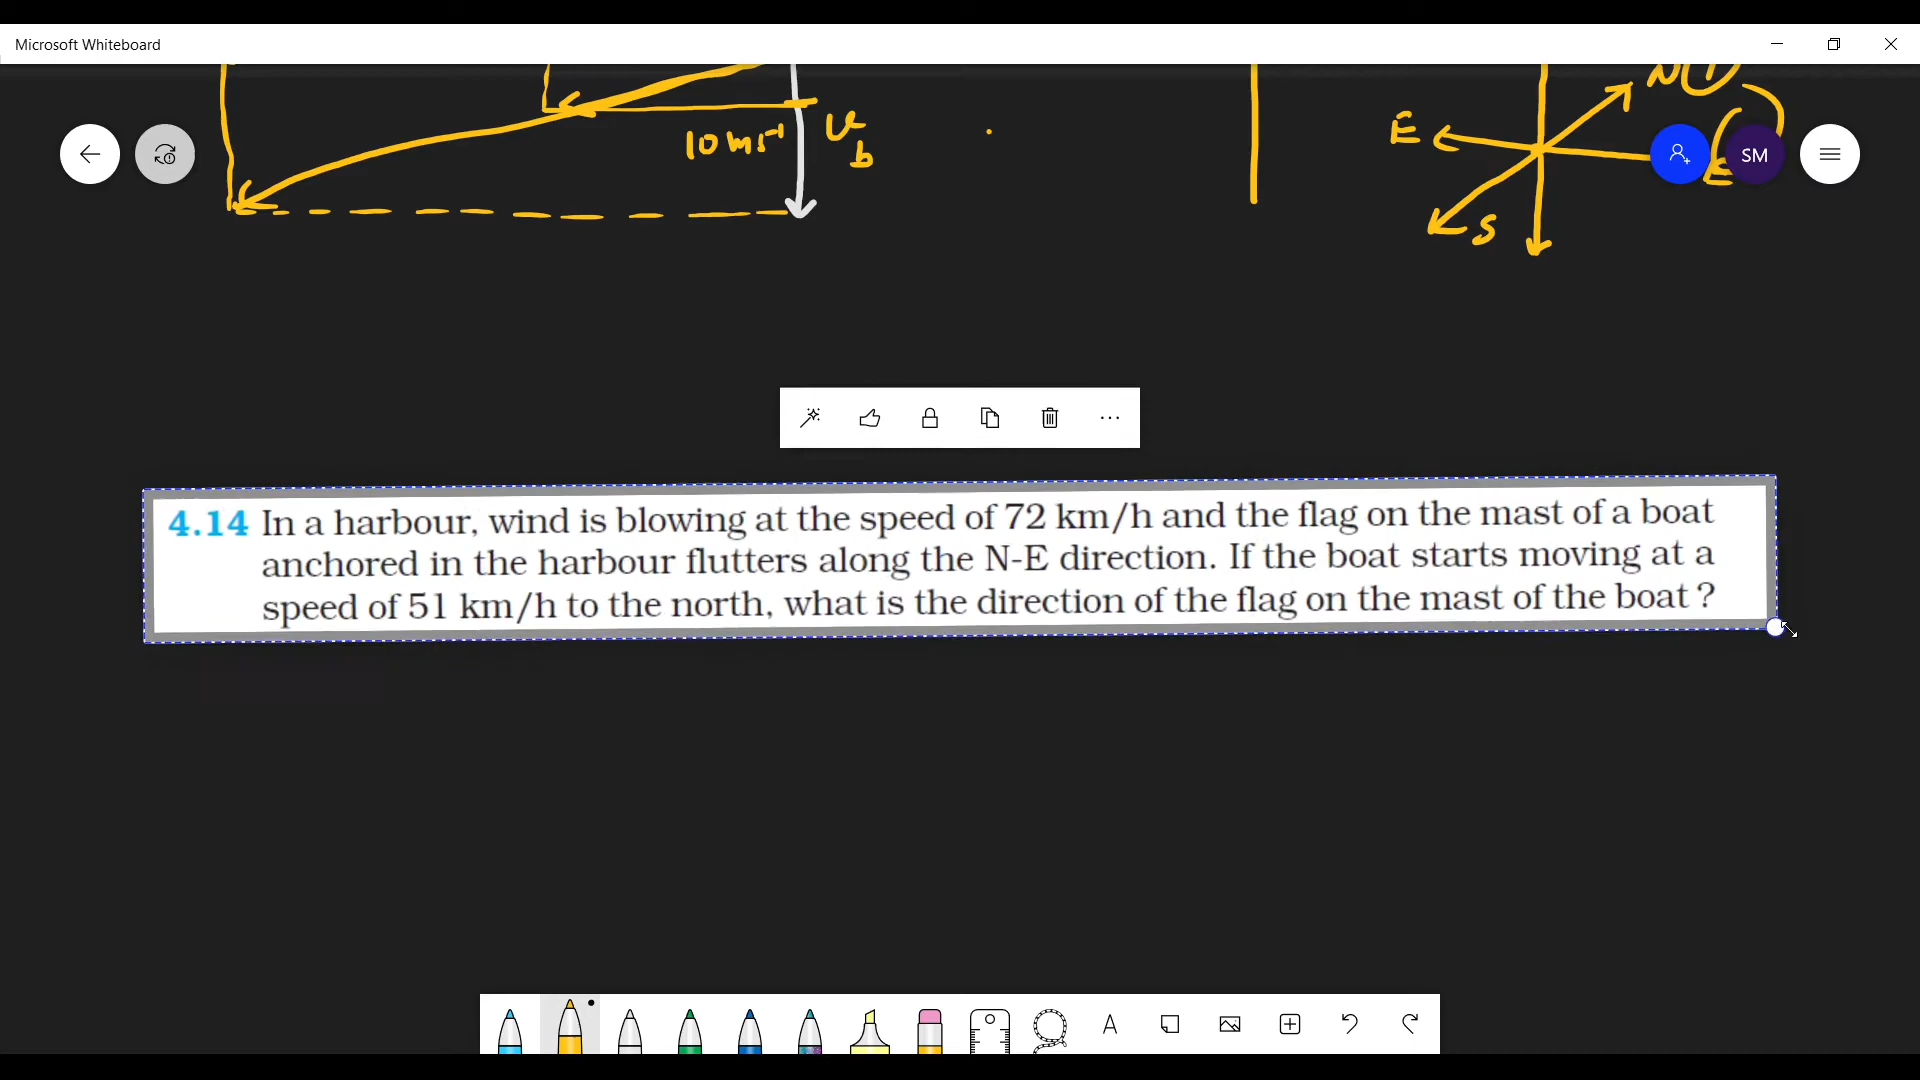 Microsoft Whiteboard
N
E
10 ms⁻¹
v
b
SM
E
S
4.14 In a harbour, wind is blowing at the speed of 72 km/h and the flag on the mast of a boat
anchored in the harbour flutters along the N-E direction. If the boat starts moving at a
speed of 51 km/h to the north, what is the direction of the flag on the mast of the boat ?